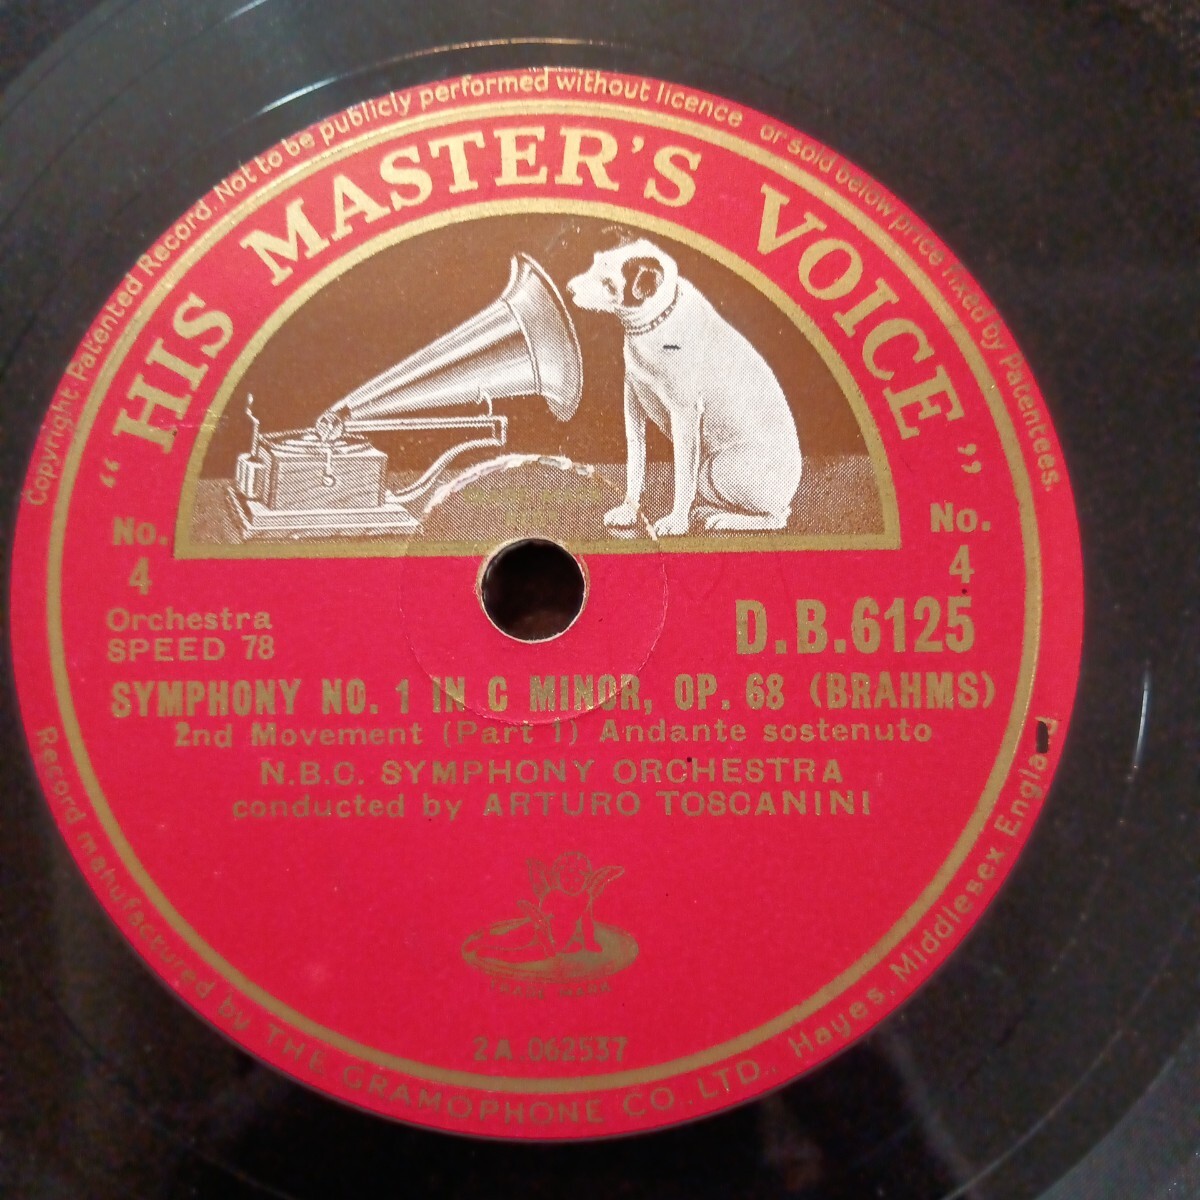 Copyright. Patented Record. Not to be publicly performed without licence or sold below price fixed by Patentees.
"HIS MASTER'S VOICE"
No.
4
No.
4
Orchestra
SPEED 78
D.B.6125
SYMPHONY NO. 1 IN C MINOR, OP. 68 (BRAHMS)
2nd Movement (Part 1) Andante sostenuto
N.B.C. SYMPHONY ORCHESTRA
conducted by ARTURO TOSCANINI
TRADE MARK
2A.062537
Record manufactured by THE GRAMOPHONE CO., LTD., Hayes, Middlesex England